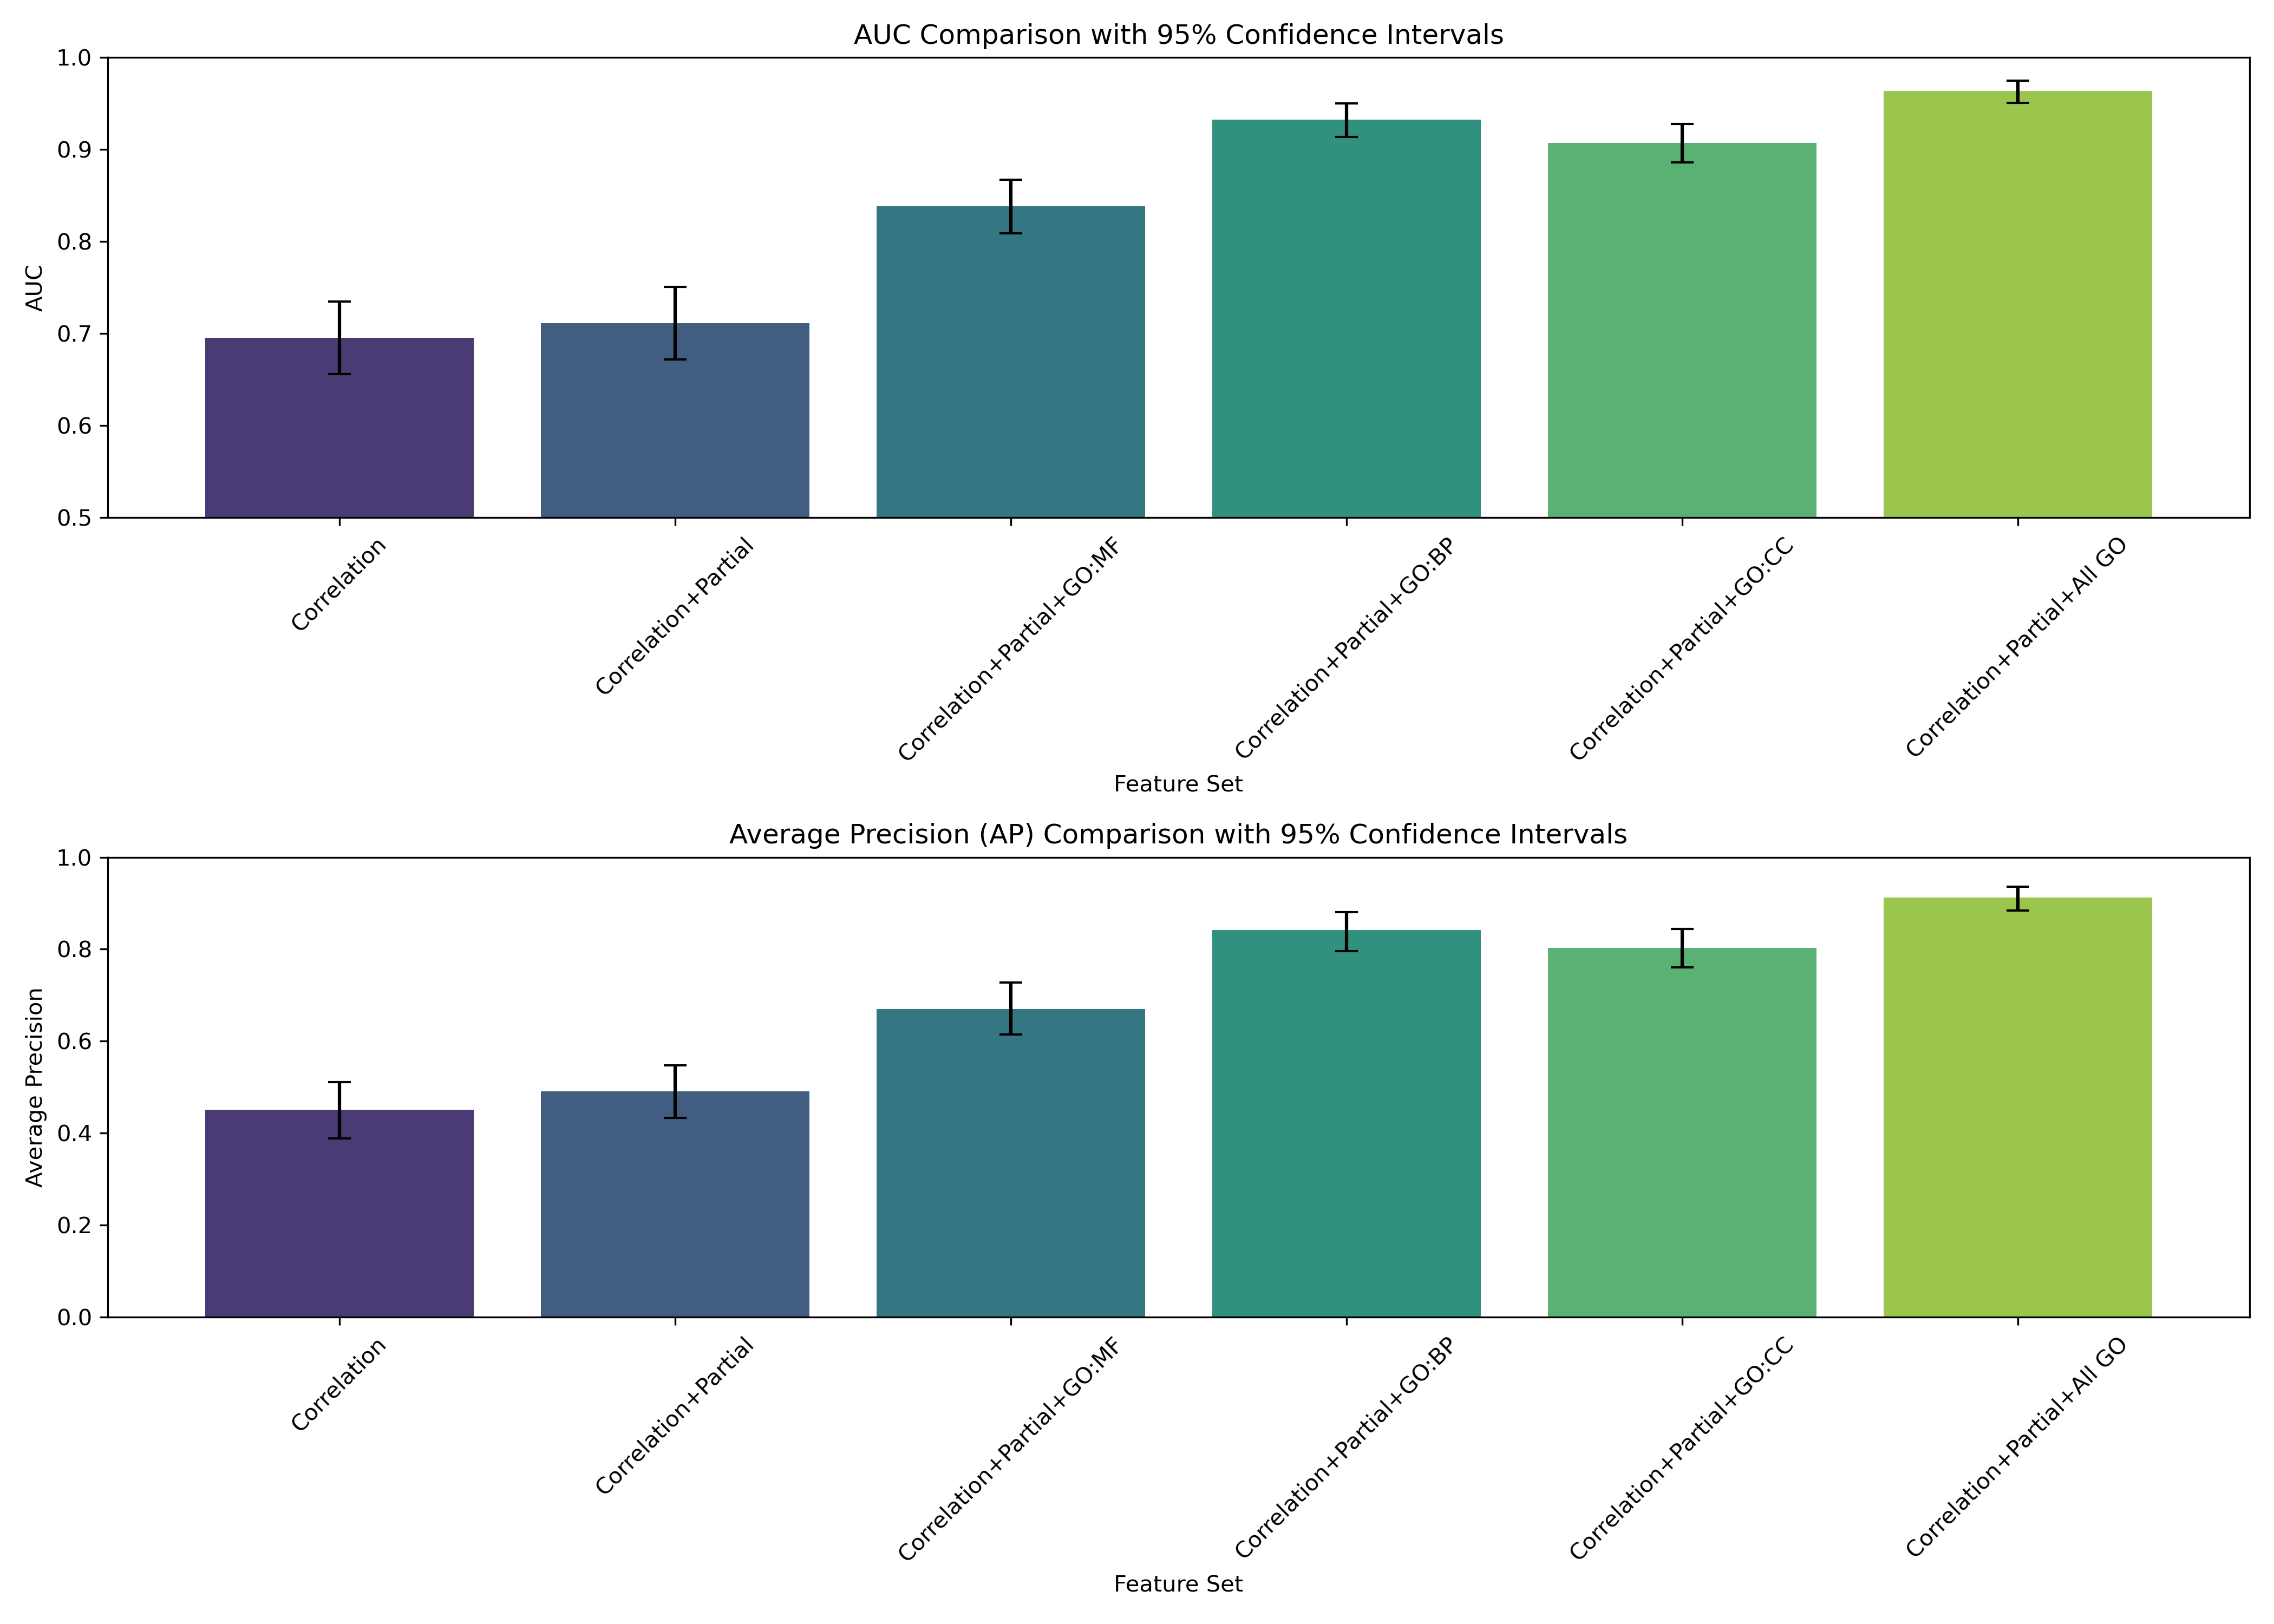 AUC Comparison with 95% Confidence Intervals
1.0
0.9
0.8
0.7
0.6
0.5
AUC
Correlation
Correlation+Partial
Correlation+Partial+GO:MF
Correlation+Partial+GO:BP
Correlation+Partial+GO:CC
Correlation+Partial+All GO
Feature Set
Average Precision (AP) Comparison with 95% Confidence Intervals
1.0
0.8
0.6
0.4
0.2
0.0
Average Precision
Correlation
Correlation+Partial
Correlation+Partial+GO:MF
Correlation+Partial+GO:BP
Correlation+Partial+GO:CC
Correlation+Partial+All GO
Feature Set